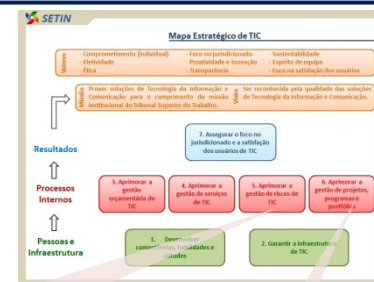 SETIN
Mapa Estratégico de TIC
Valores
- Comprometimento (individual) - Foco no jurisdicionado - Sustentabilidade
- Efetividade - Proatividade e Inovação - Espírito de equipe
- Ética - Transparência - Foco na satisfação dos usuários
Missão
Prover soluções de Tecnologia da Informação e
Comunicação para o cumprimento da missão
institucional do Tribunal Superior do Trabalho.
Visão
Ser reconhecida pela qualidade das soluções
de Tecnologia da Informação e Comunicação.
Resultados
7. Assegurar o foco no
jurisdicionado e a satisfação
dos usuários de TIC
Processos
Internos
3. Aprimorar a
gestão
orçamentária de
TIC
4. Aprimorar a
gestão de serviços
de TIC
5. Aprimorar a
gestão de riscos de
TIC
6. Aprimorar a
gestão de projetos,
programas e
portfólios
Pessoas e
Infraestrutura
1. Desenvolver
competências, habilidades e
atitudes
2. Garantir a infraestrutura
de TIC